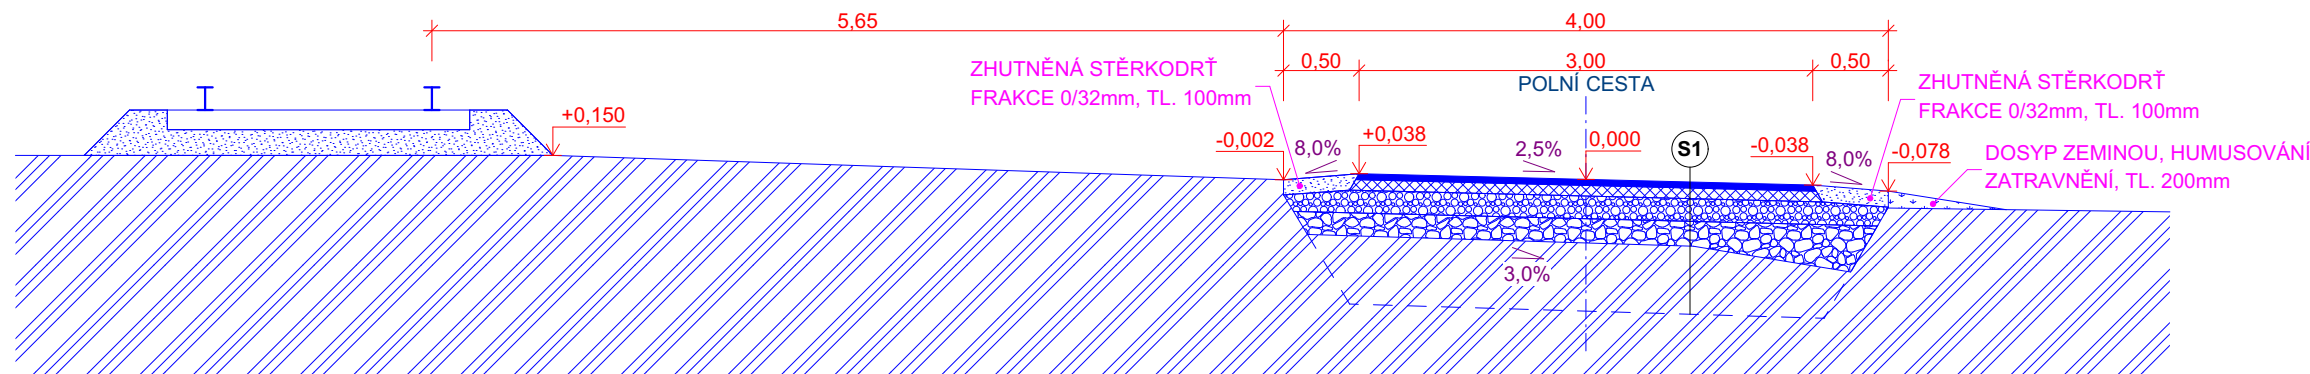 5,65
4,00
0,50
3,00
0,50
ZHUTNĚNÁ STĚRKODRŤ
FRAKCE 0/32mm, TL. 100mm
POLNÍ CESTA
ZHUTNĚNÁ STĚRKODRŤ
FRAKCE 0/32mm, TL. 100mm
+0,150
-0,002
8,0%
+0,038
2,5%
0,000
S1
-0,038
8,0%
-0,078
DOSYP ZEMINOU, HUMUSOVÁNÍ
ZATRAVNĚNÍ, TL. 200mm
3,0%